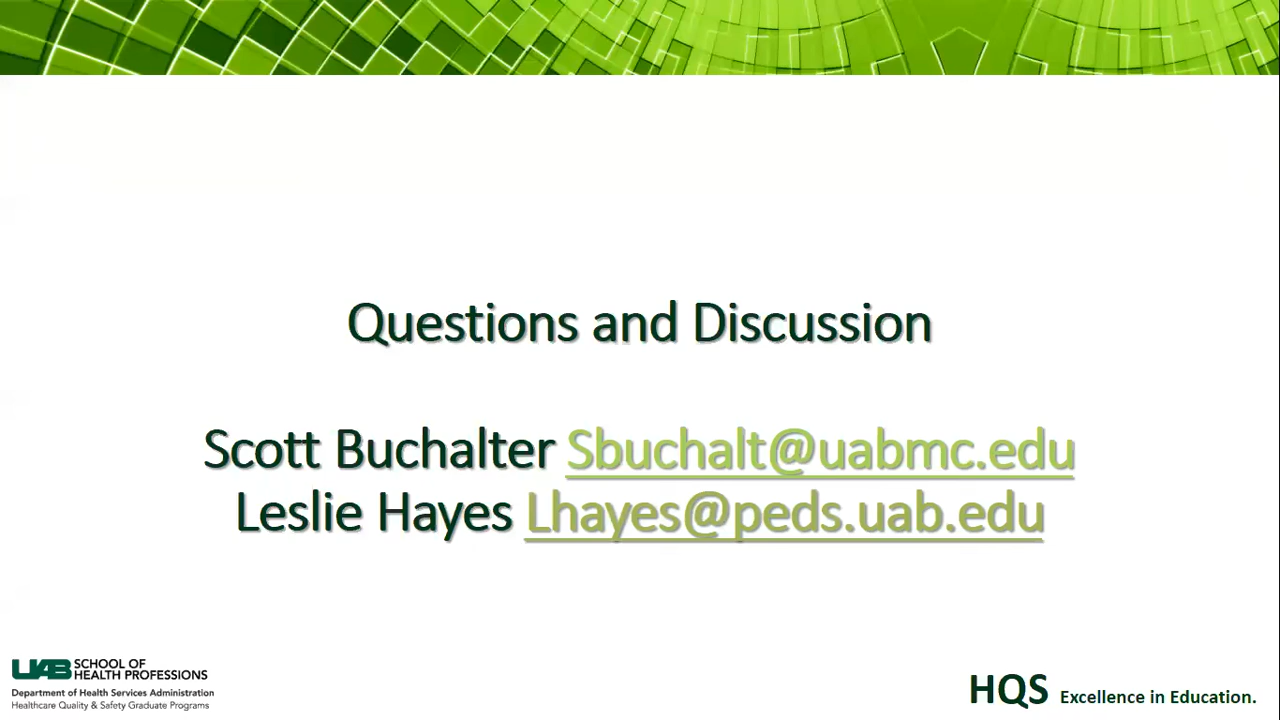 Questions and Discussion
Scott Buchalter Sbuchalt@uabmc.edu
Leslie Hayes Lhayes@peds.uab.edu
UAB SCHOOL OF
HEALTH PROFESSIONS
Department of Health Services Administration
Healthcare Quality & Safety Graduate Programs
HQS Excellence in Education.